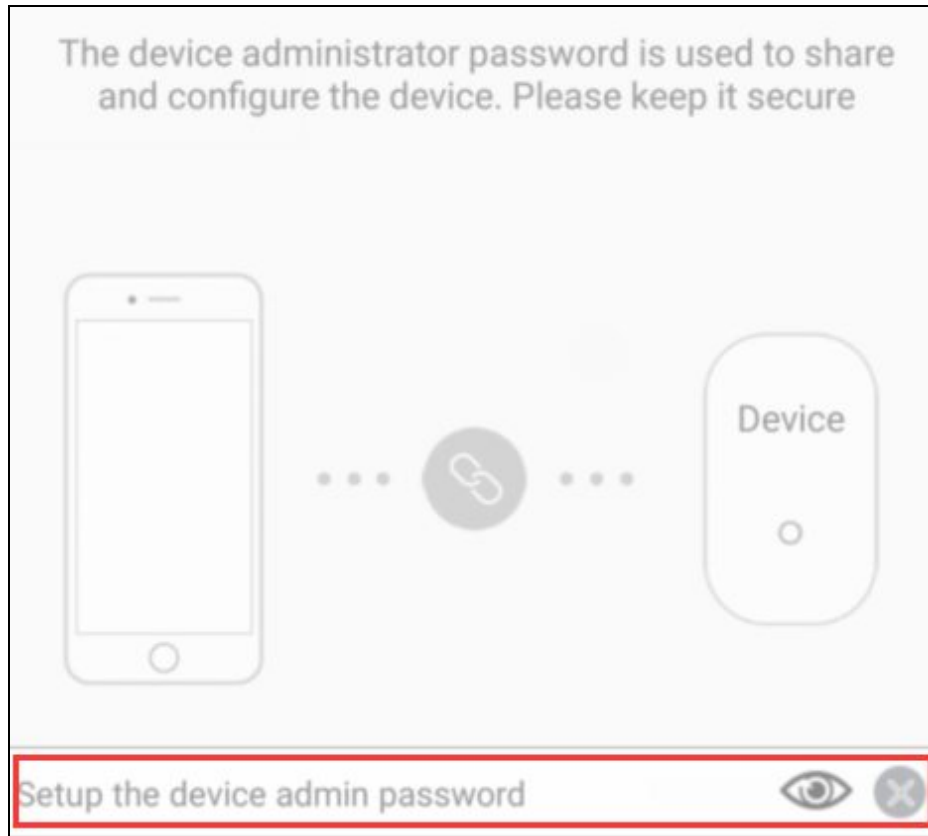 The device administrator password is used to share
and configure the device. Please keep it secure
Device
Setup the device admin password